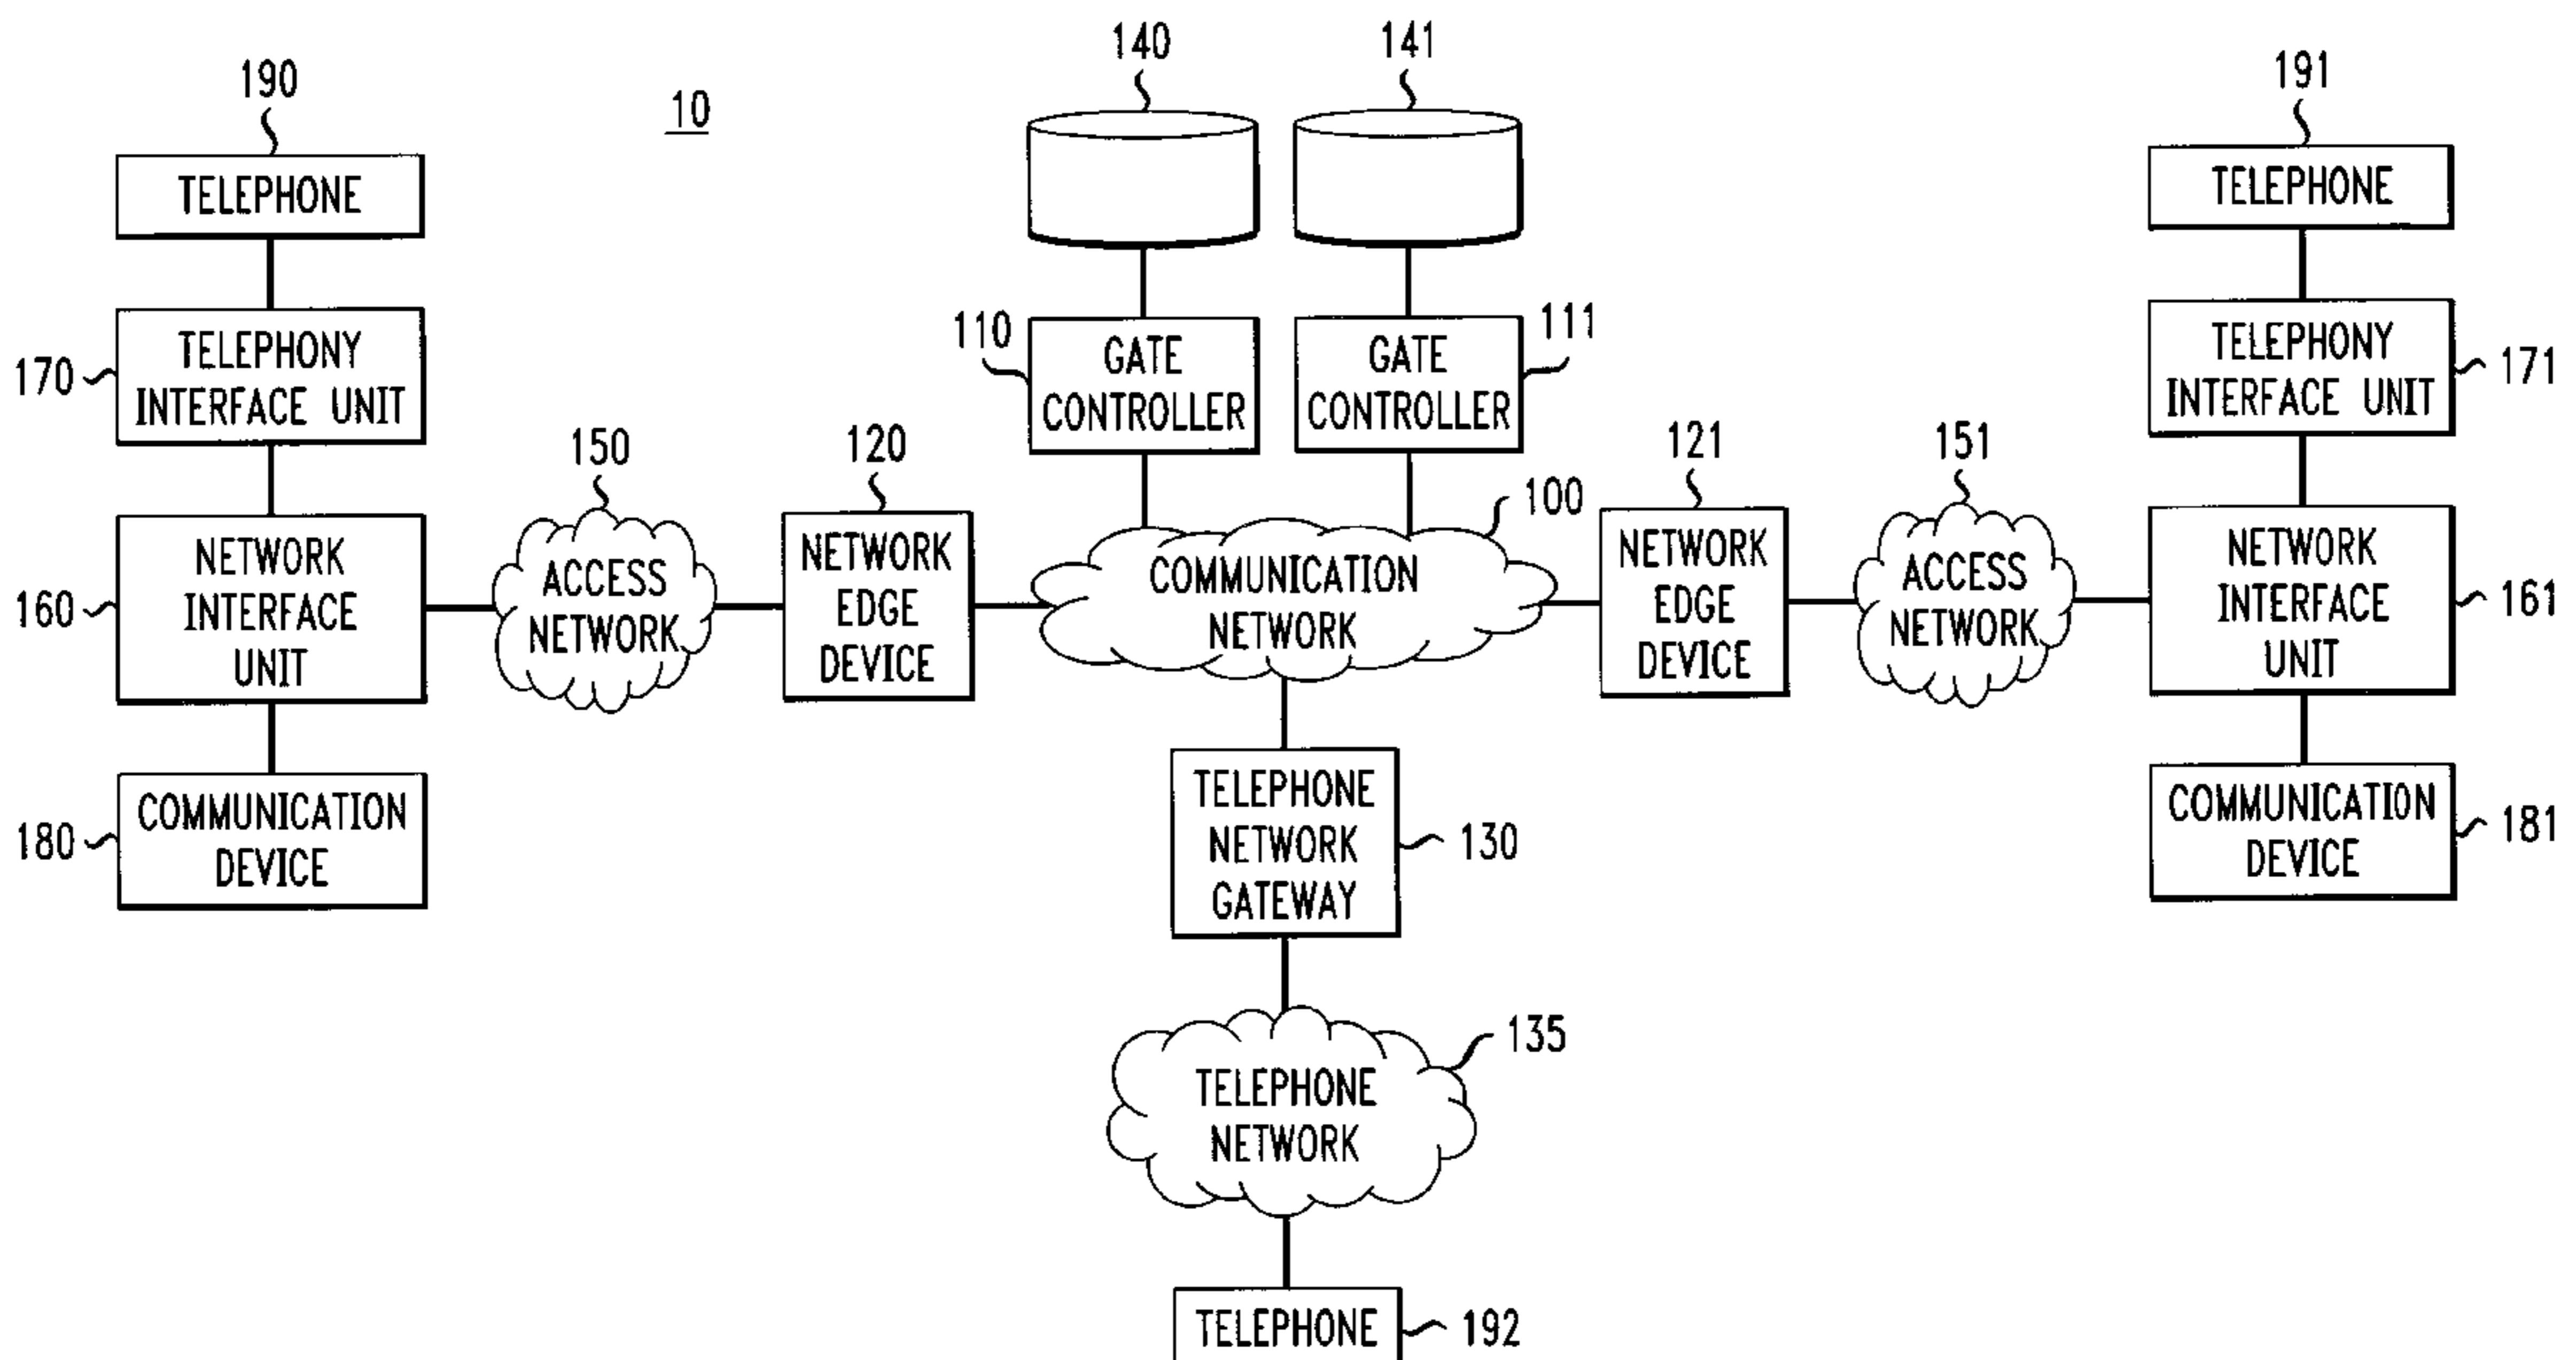 140
141
190
191
10
TELEPHONE
TELEPHONE
110
GATE
CONTROLLER
GATE
CONTROLLER
111
170
TELEPHONY
INTERFACE UNIT
TELEPHONY
INTERFACE UNIT
171
150
120
121
151
100
160
NETWORK
INTERFACE
UNIT
ACCESS
NETWORK
NETWORK
EDGE
DEVICE
COMMUNICATION
NETWORK
NETWORK
EDGE
DEVICE
ACCESS
NETWORK
NETWORK
INTERFACE
UNIT
161
180
COMMUNICATION
DEVICE
TELEPHONE
NETWORK
GATEWAY
130
COMMUNICATION
DEVICE
181
TELEPHONE
NETWORK
135
TELEPHONE
192